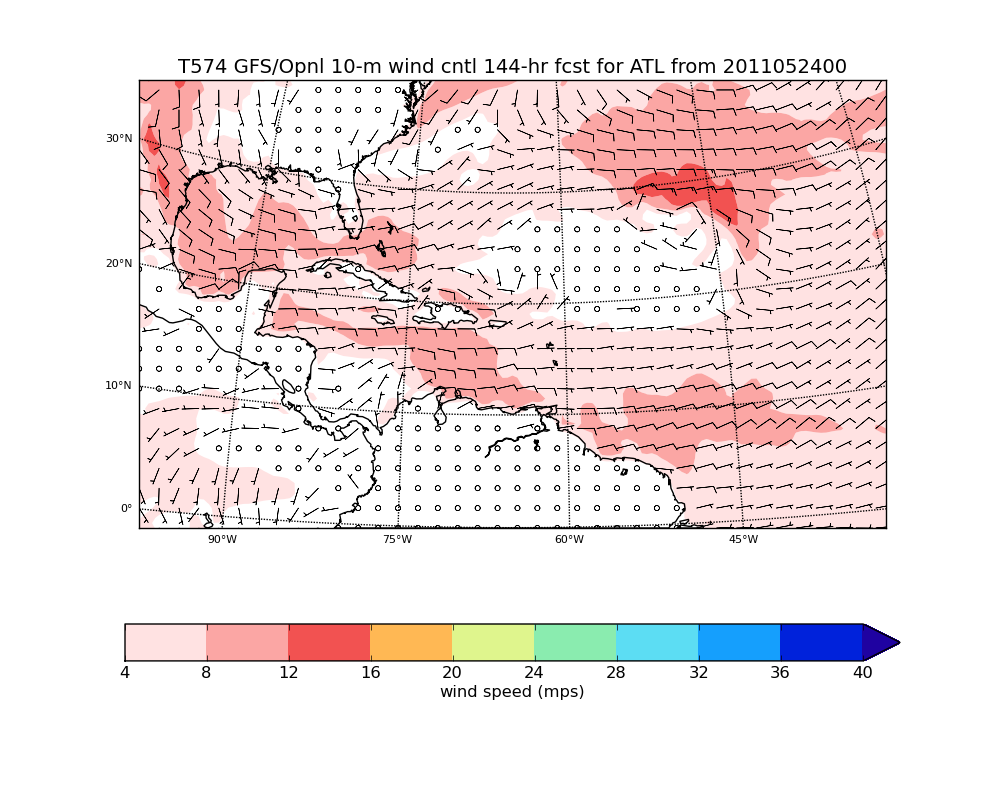 T574 GFS/Opnl 10-m wind cntl 144-hr fcst for ATL from 2011052400
30°N
20°N
10°N
0°
90°W 75°W 60°W 45°W
4 8 12 16 20 24 28 32 36 40
wind speed (mps)